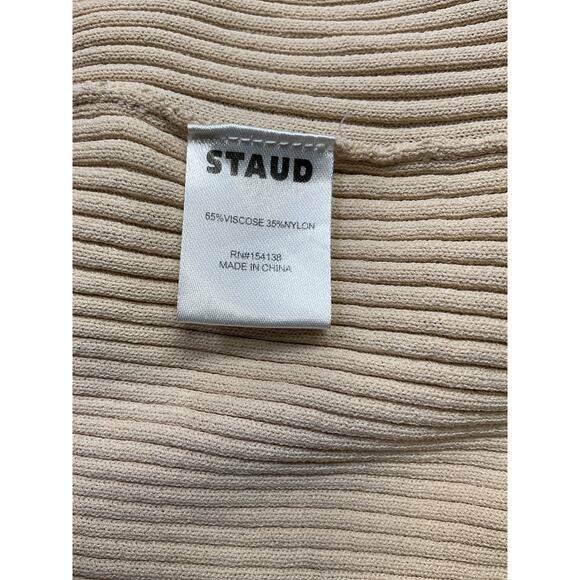 STAUD
65%VISCOSE 35%NYLON
RN#154138
MADE IN CHINA